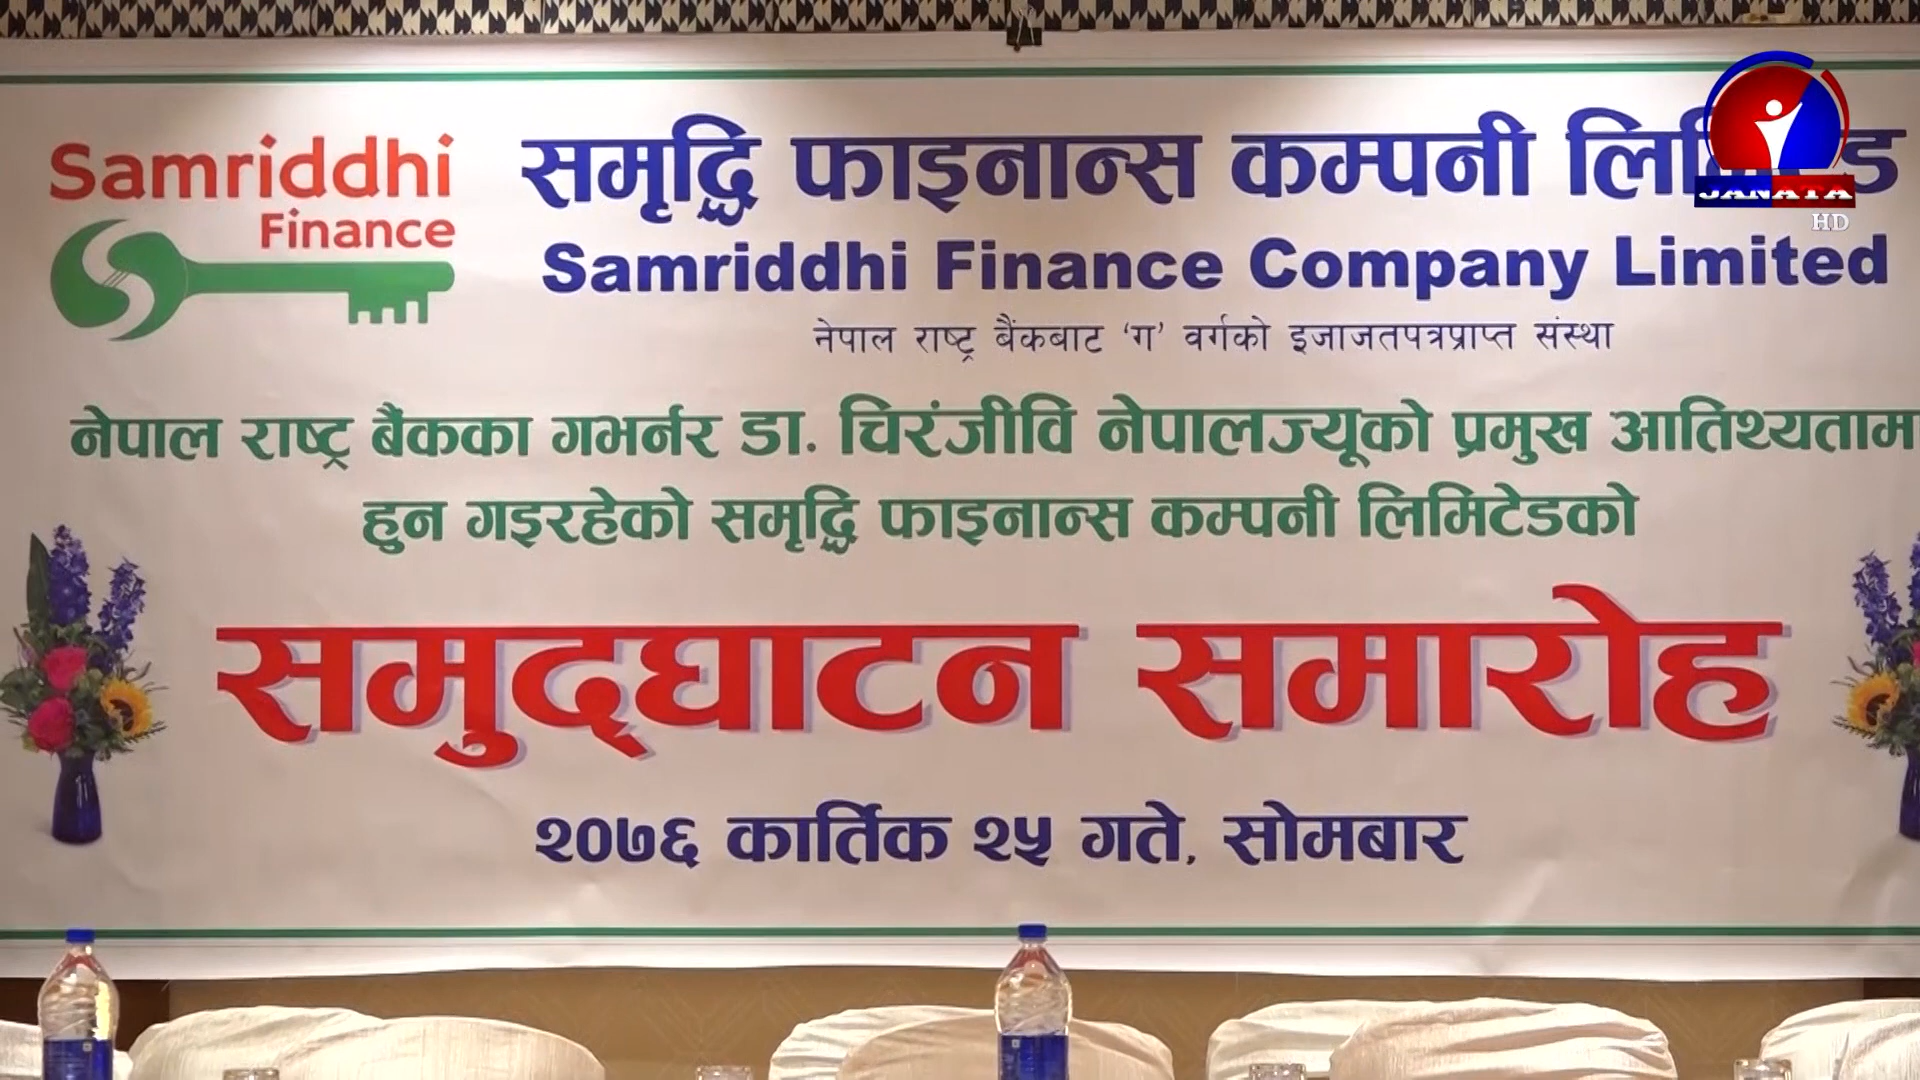 Samriddhi
Finance
समृद्धि फाइनान्स कम्पनी
Samriddhi Finance Company Limited
नेपाल राष्ट्र बैंकबाट 'ग' वर्गको इजाजतपत्रप्राप्त संस्था
नेपाल राष्ट्र बैंकका गभर्नर डा. चिरंजीवि नेपालज्यूको प्रमुख आतिथ्यताम
हुन गइरहेको समृद्धि फाइनान्स कम्पनी लिमिटेडको
समुद्घाटन समारोह
२०७६ कार्तिक २५ गते, सोमबार
JANATA
HD